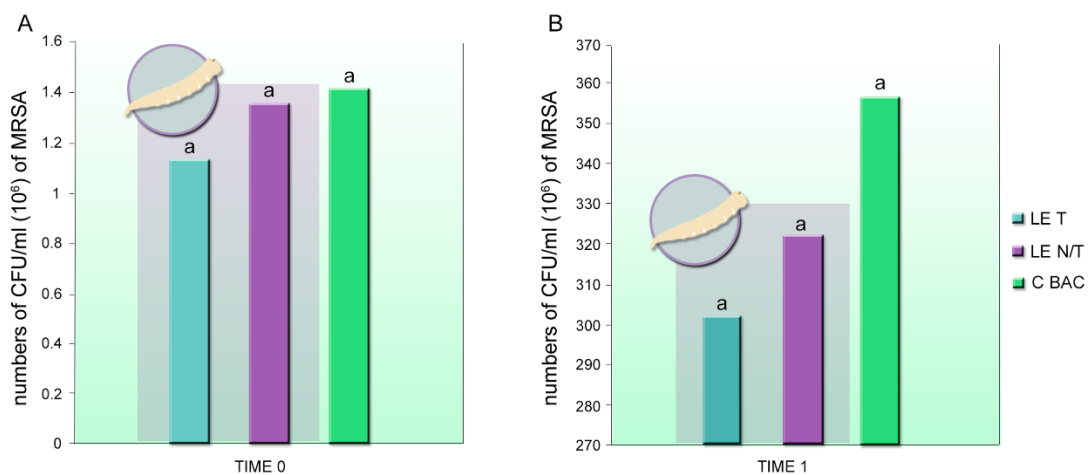 A
numbers of CFU/ml (10⁶) of MRSA
1.6
1.4
1.2
1
0.8
0.6
0.4
0.2
0
a
a
a
TIME 0
B
numbers of CFU/ml (10⁶) of MRSA
370
360
350
340
330
320
310
300
290
280
270
a
a
a
TIME 1
LE T
LE N/T
C BAC